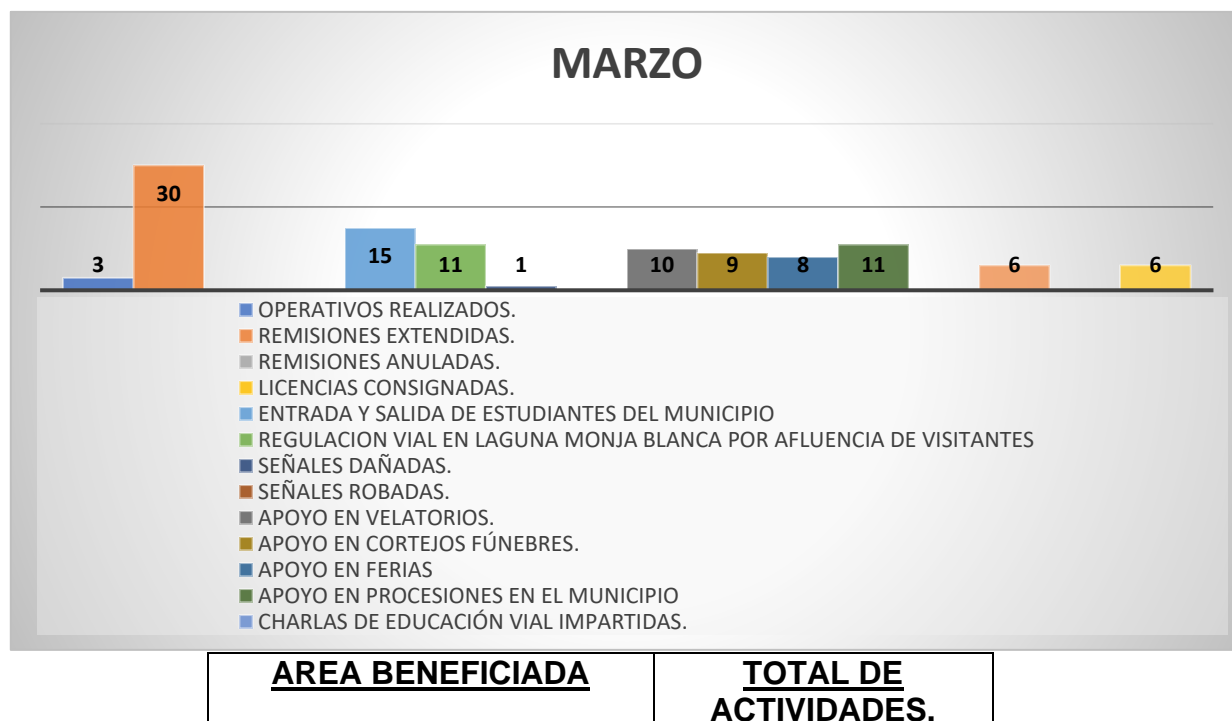 MARZO
3
30
15
11
1
10
9
8
11
6
6
OPERATIVOS REALIZADOS.
REMISIONES EXTENDIDAS.
REMISIONES ANULADAS.
LICENCIAS CONSIGNADAS.
ENTRADA Y SALIDA DE ESTUDIANTES DEL MUNICIPIO
REGULACION VIAL EN LAGUNA MONJA BLANCA POR AFLUENCIA DE VISITANTES
SEÑALES DAÑADAS.
SEÑALES ROBADAS.
APOYO EN VELATORIOS.
APOYO EN CORTEJOS FÚNEBRES.
APOYO EN FERIAS
APOYO EN PROCESIONES EN EL MUNICIPIO
CHARLAS DE EDUCACIÓN VIAL IMPARTIDAS.
AREA BENEFICIADA
TOTAL DE
ACTIVIDADES.